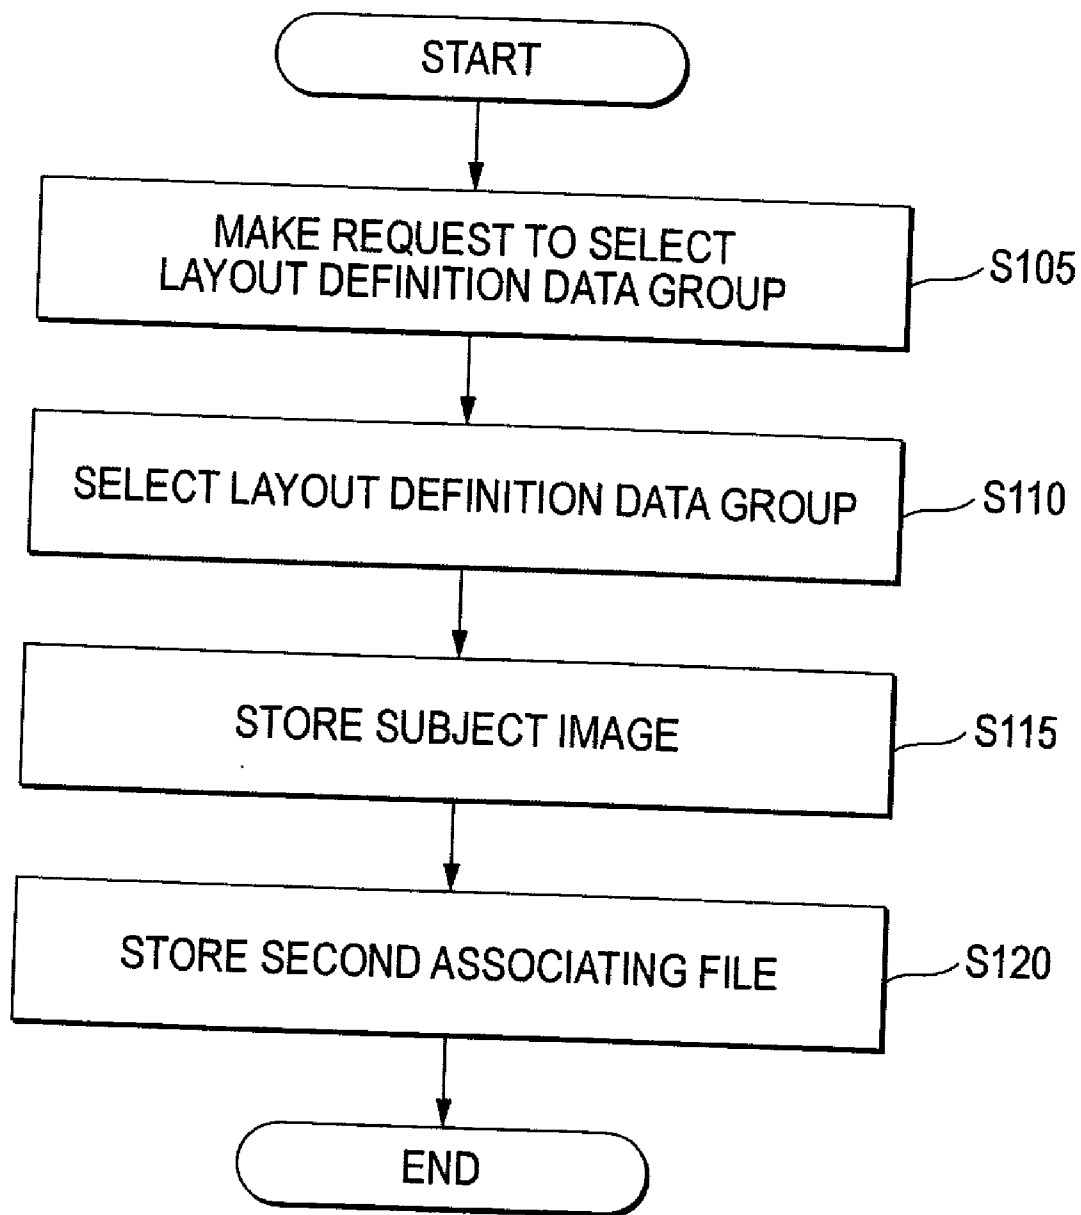 START
MAKE REQUEST TO SELECT
LAYOUT DEFINITION DATA GROUP
S105
SELECT LAYOUT DEFINITION DATA GROUP
S110
STORE SUBJECT IMAGE
S115
STORE SECOND ASSOCIATING FILE
S120
END